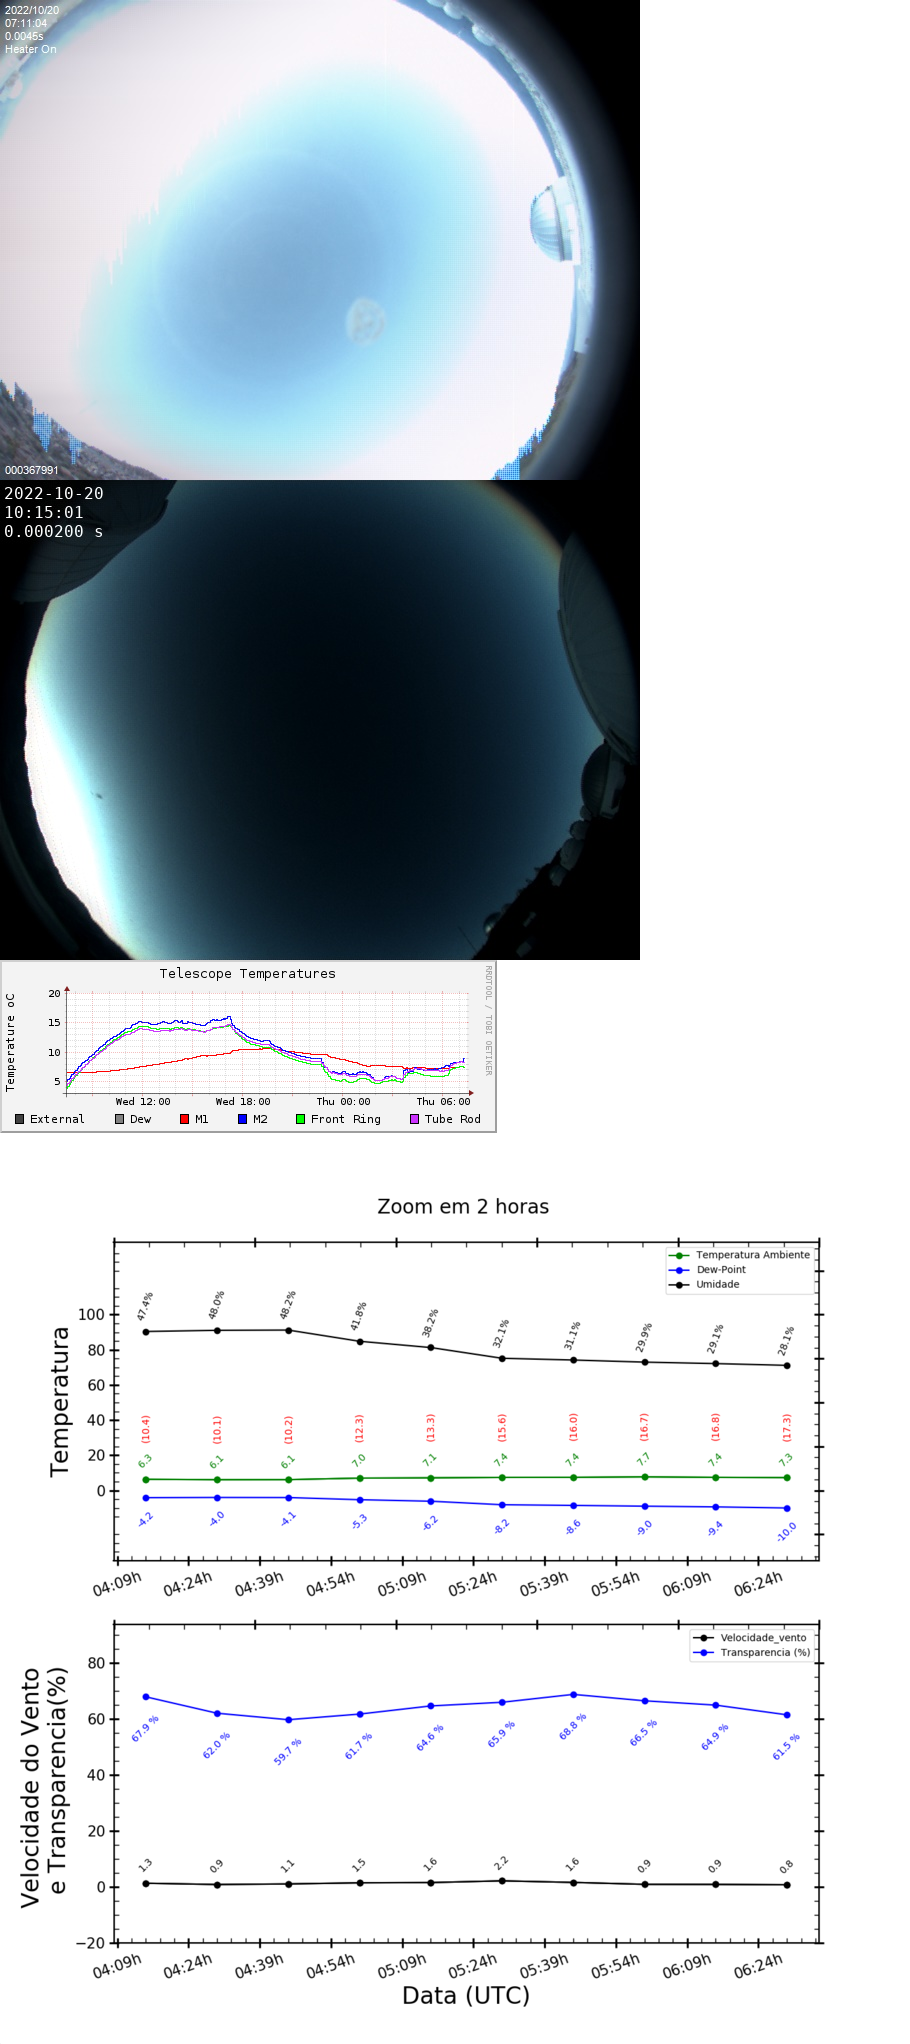 2022/10/20
07:11:04
0.0045s
Heater On
000367991
2022-10-20
10:15:01
0.000200 s
Telescope Temperatures
RRDTOOL / TOBI OETIKER
Temperature oC
20
15
10
5
Wed 12:00 Wed 18:00 Thu 00:00 Thu 06:00
External Dew M1 M2 Front Ring Tube Rod
Zoom em 2 horas
Temperatura Ambiente
Dew-Point
Umidade
Temperatura
100
80
60
40
20
0
47.4% 48.0% 48.2% 41.8% 38.2% 32.1% 31.1% 29.9% 29.1% 28.1%
(10.4) (10.1) (10.2) (12.3) (13.3) (15.6) (16.0) (16.7) (16.8) (17.3)
6.3 6.1 6.1 7.0 7.1 7.4 7.4 7.7 7.4 7.3
-4.2 -4.0 -4.1 -5.3 -6.2 -8.2 -8.6 -9.0 -9.4 -10.0
04:09h 04:24h 04:39h 04:54h 05:09h 05:24h 05:39h 05:54h 06:09h 06:24h
Velocidade_vento
Transparencia (%)
Velocidade do Vento
e Transparencia(%)
80
60
40
20
0
−20
67.9 % 62.0 % 59.7 % 61.7 % 64.6 % 65.9 % 68.8 % 66.5 % 64.9 % 61.5 %
1.3 0.9 1.1 1.5 1.6 2.2 1.6 0.9 0.9 0.8
04:09h 04:24h 04:39h 04:54h 05:09h 05:24h 05:39h 05:54h 06:09h 06:24h
Data (UTC)